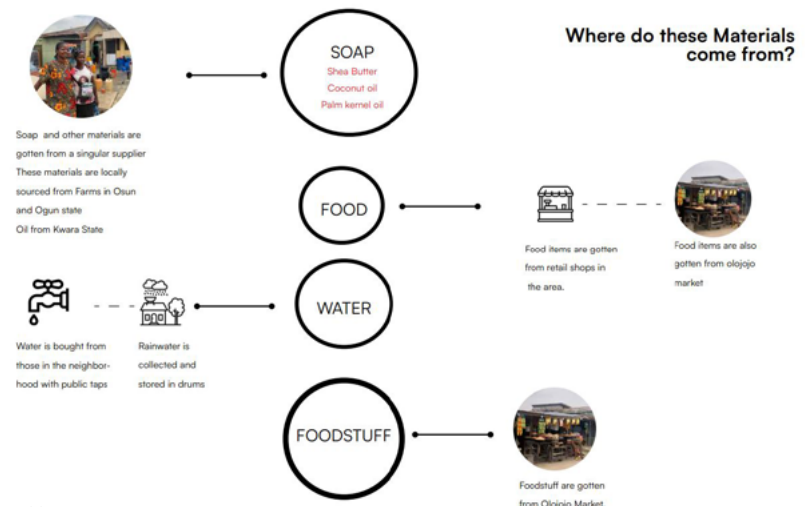 Where do these Materials
come from?
SOAP
Shea Butter
Coconut oil
Palm kernel oil
Soap and other materials are
gotten from a singular supplier
These materials are locally
sourced from Farms in Osun
and Ogun state
Oil from Kwara State
FOOD
Food items are gotten
from retail shops in
the area.
Food items are also
gotten from olojojo
market
WATER
Water is bought from
those in the neighbor-
hood with public taps
Rainwater is
collected and
stored in drums
FOODSTUFF
Foodstuff are gotten
from Olojojo Market